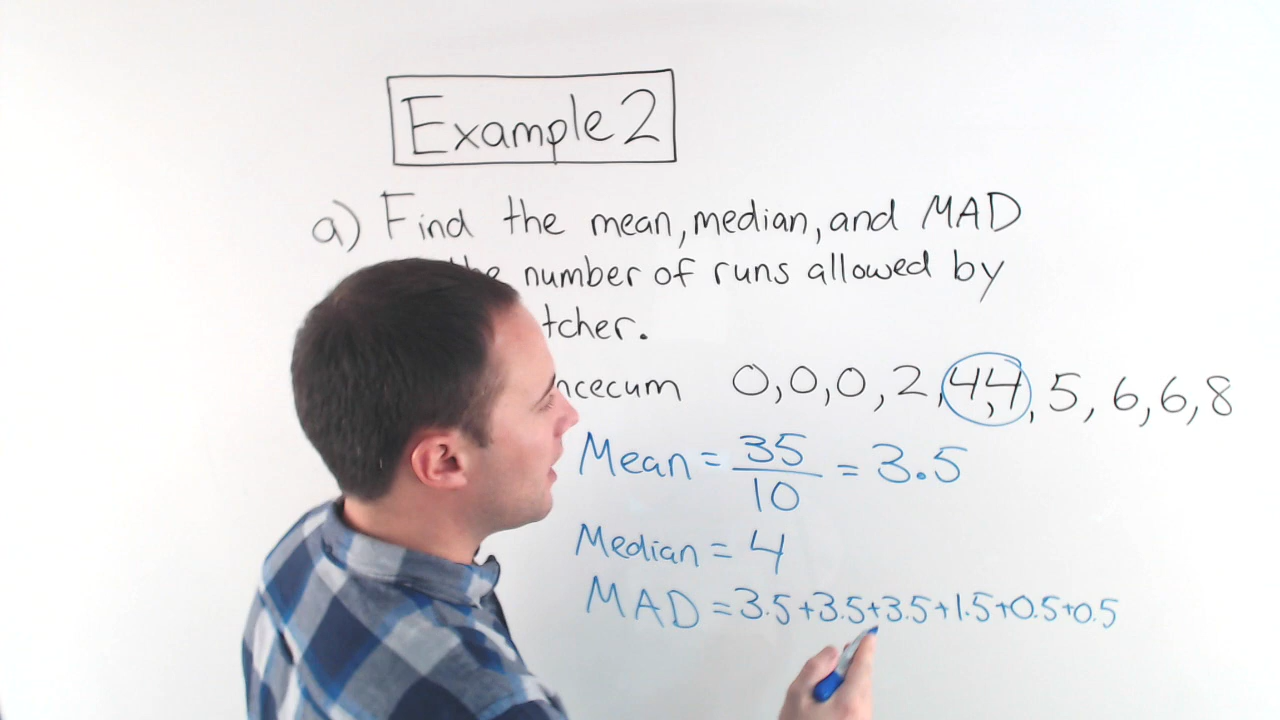 Example 2
a) Find the mean, median, and MAD
the number of runs allowed by
0,0,0,2,4,4,5,6,6,8
Mean = 35/10 = 3.5
Median = 4
MAD = 3.5+3.5+3.5+1.5+0.5+0.5